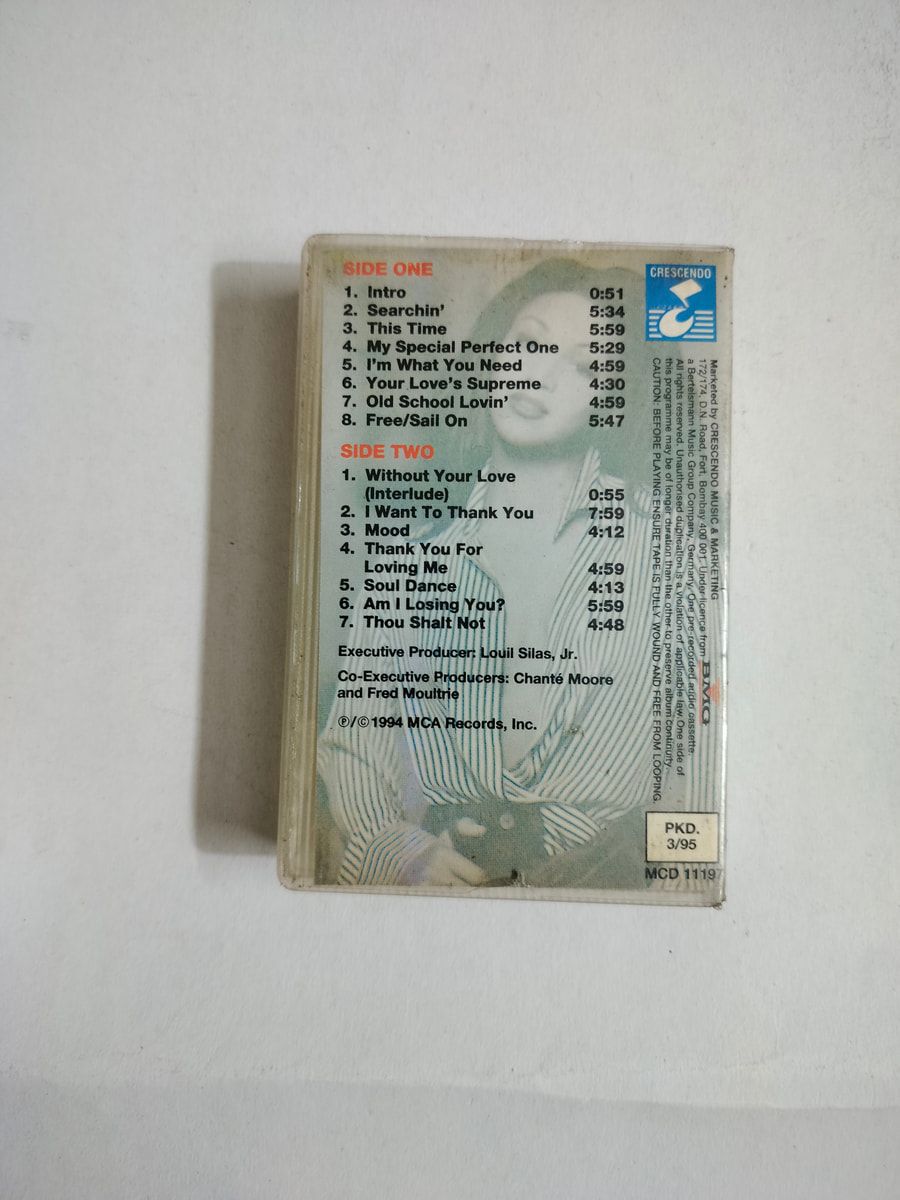 SIDE ONE
1. Intro 0:51
2. Searchin' 5:34
3. This Time 5:59
4. My Special Perfect One 5:29
5. I'm What You Need 4:59
6. Your Love's Supreme 4:30
7. Old School Lovin' 4:59
8. Free/Sail On 5:47
SIDE TWO
1. Without Your Love
(Interlude) 0:55
2. I Want To Thank You 7:59
3. Mood 4:12
4. Thank You For
Loving Me 4:59
5. Soul Dance 4:13
6. Am I Losing You? 5:59
7. Thou Shalt Not 4:48
Executive Producer: Louil Silas, Jr.
Co-Executive Producers: Chanté Moore
and Fred Moultrie
℗/©1994 MCA Records, Inc.
CRESCENDO
Marketed by CRESCENDO MUSIC & MARKETING
172/174, D.N. Road, Fort, Bombay 400 001. Under licence from BMG
a Bertelsmann Music Group Company, Germany. One pre-recorded audio cassette.
All rights reserved. Unauthorised duplication is a violation of applicable law. One side of
this programme may be of longer duration than the other to preserve album continuity.
CAUTION: BEFORE PLAYING ENSURE TAPE IS FULLY WOUND AND FREE FROM LOOPING.
PKD.
3/95
MCD 1119